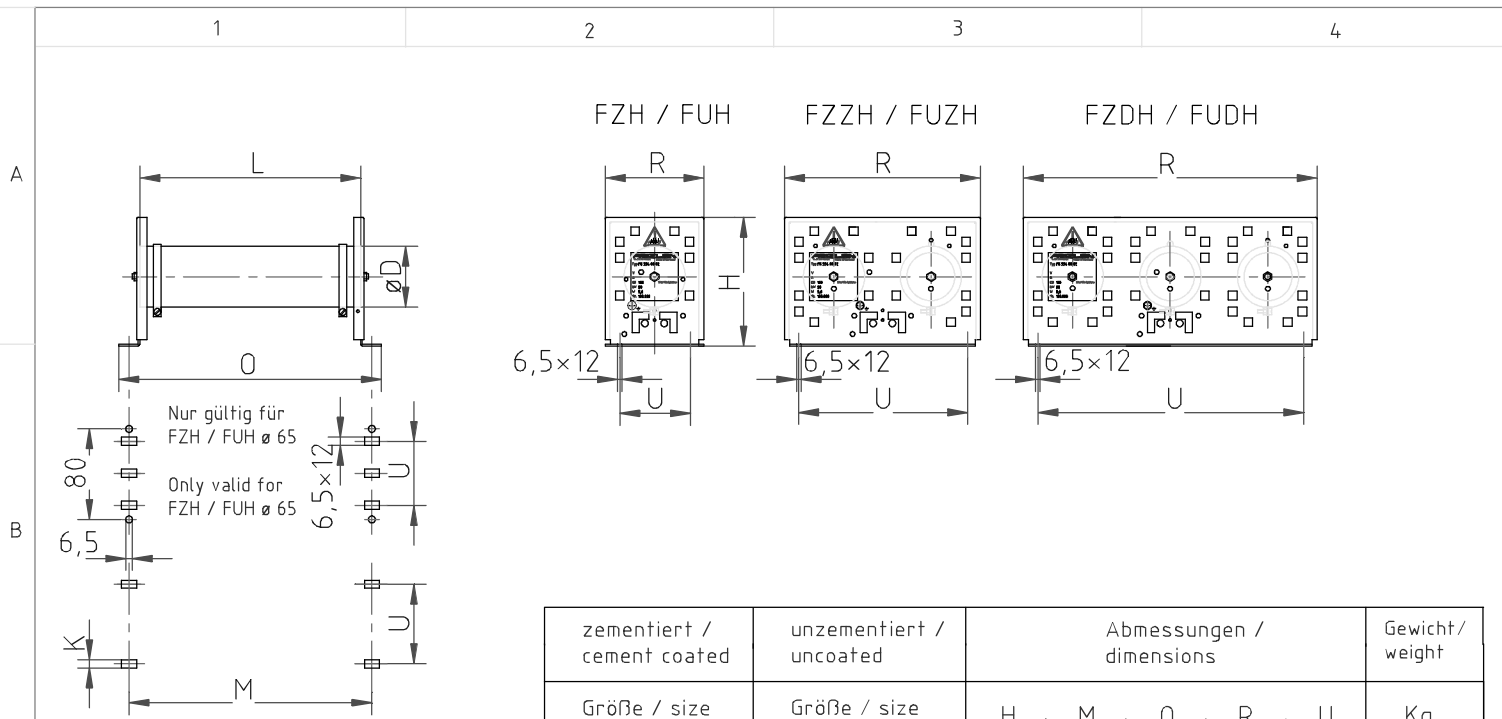 1 2 3 4
A
FZH / FUH FZZH / FUZH FZDH / FUDH
L R R R
øD H
6,5×12 6,5×12 6,5×12
O U U U
Nur gültig für
FZH / FUH ø 65
Only valid for
FZH / FUH ø 65
80 6,5×12 U
B
6,5
K U
M
zementiert / unzementiert / Abmessungen / Gewicht/
cement coated uncoated dimensions weight
Größe / size Größe / size H M O R U Kg